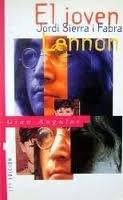 El joven
Jordi Sierra i Fabra
Lennon
Gran Angular